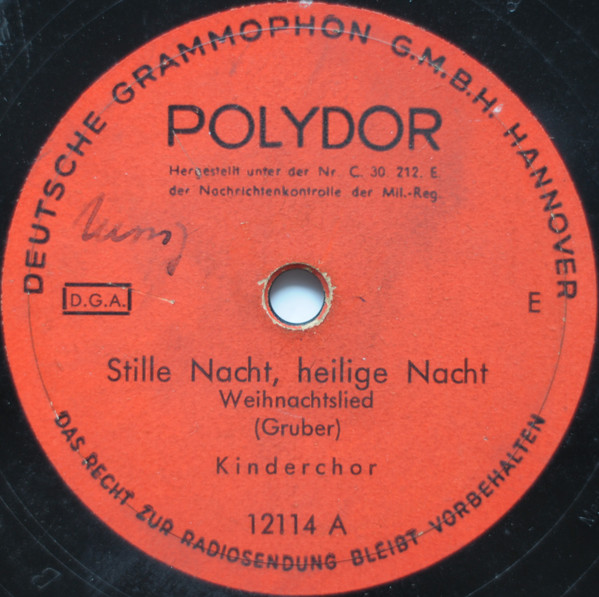 DEUTSCHE GRAMMOPHON G.M.B.H. HANNOVER
POLYDOR
Hergestellt unter der Nr. C. 30. 212. E.
der Nachrichtenkontrolle der Mil.-Reg.
D.G.A.
E
Stille Nacht, heilige Nacht
Weihnachtslied
(Gruber)
Kinderchor
12114 A
DAS RECHT ZUR RADIOSENDUNG BLEIBT VORBEHALTEN